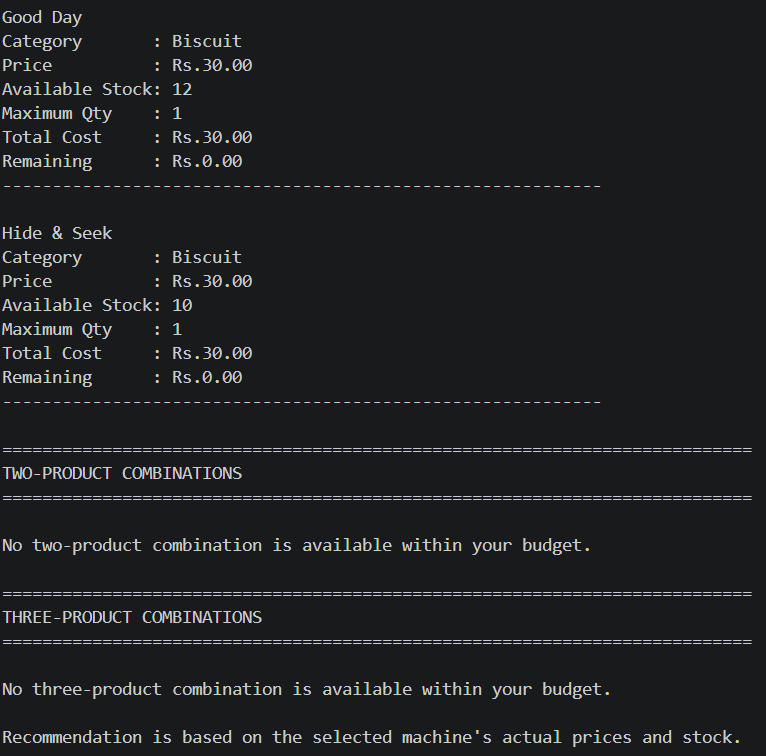 Good Day
Category       : Biscuit
Price          : Rs.30.00
Available Stock: 12
Maximum Qty    : 1
Total Cost     : Rs.30.00
Remaining      : Rs.0.00
------------------------------------------------------------
Hide & Seek
Category       : Biscuit
Price          : Rs.30.00
Available Stock: 10
Maximum Qty    : 1
Total Cost     : Rs.30.00
Remaining      : Rs.0.00
------------------------------------------------------------
===========================================================================
TWO-PRODUCT COMBINATIONS
===========================================================================
No two-product combination is available within your budget.
===========================================================================
THREE-PRODUCT COMBINATIONS
===========================================================================
No three-product combination is available within your budget.
Recommendation is based on the selected machine's actual prices and stock.